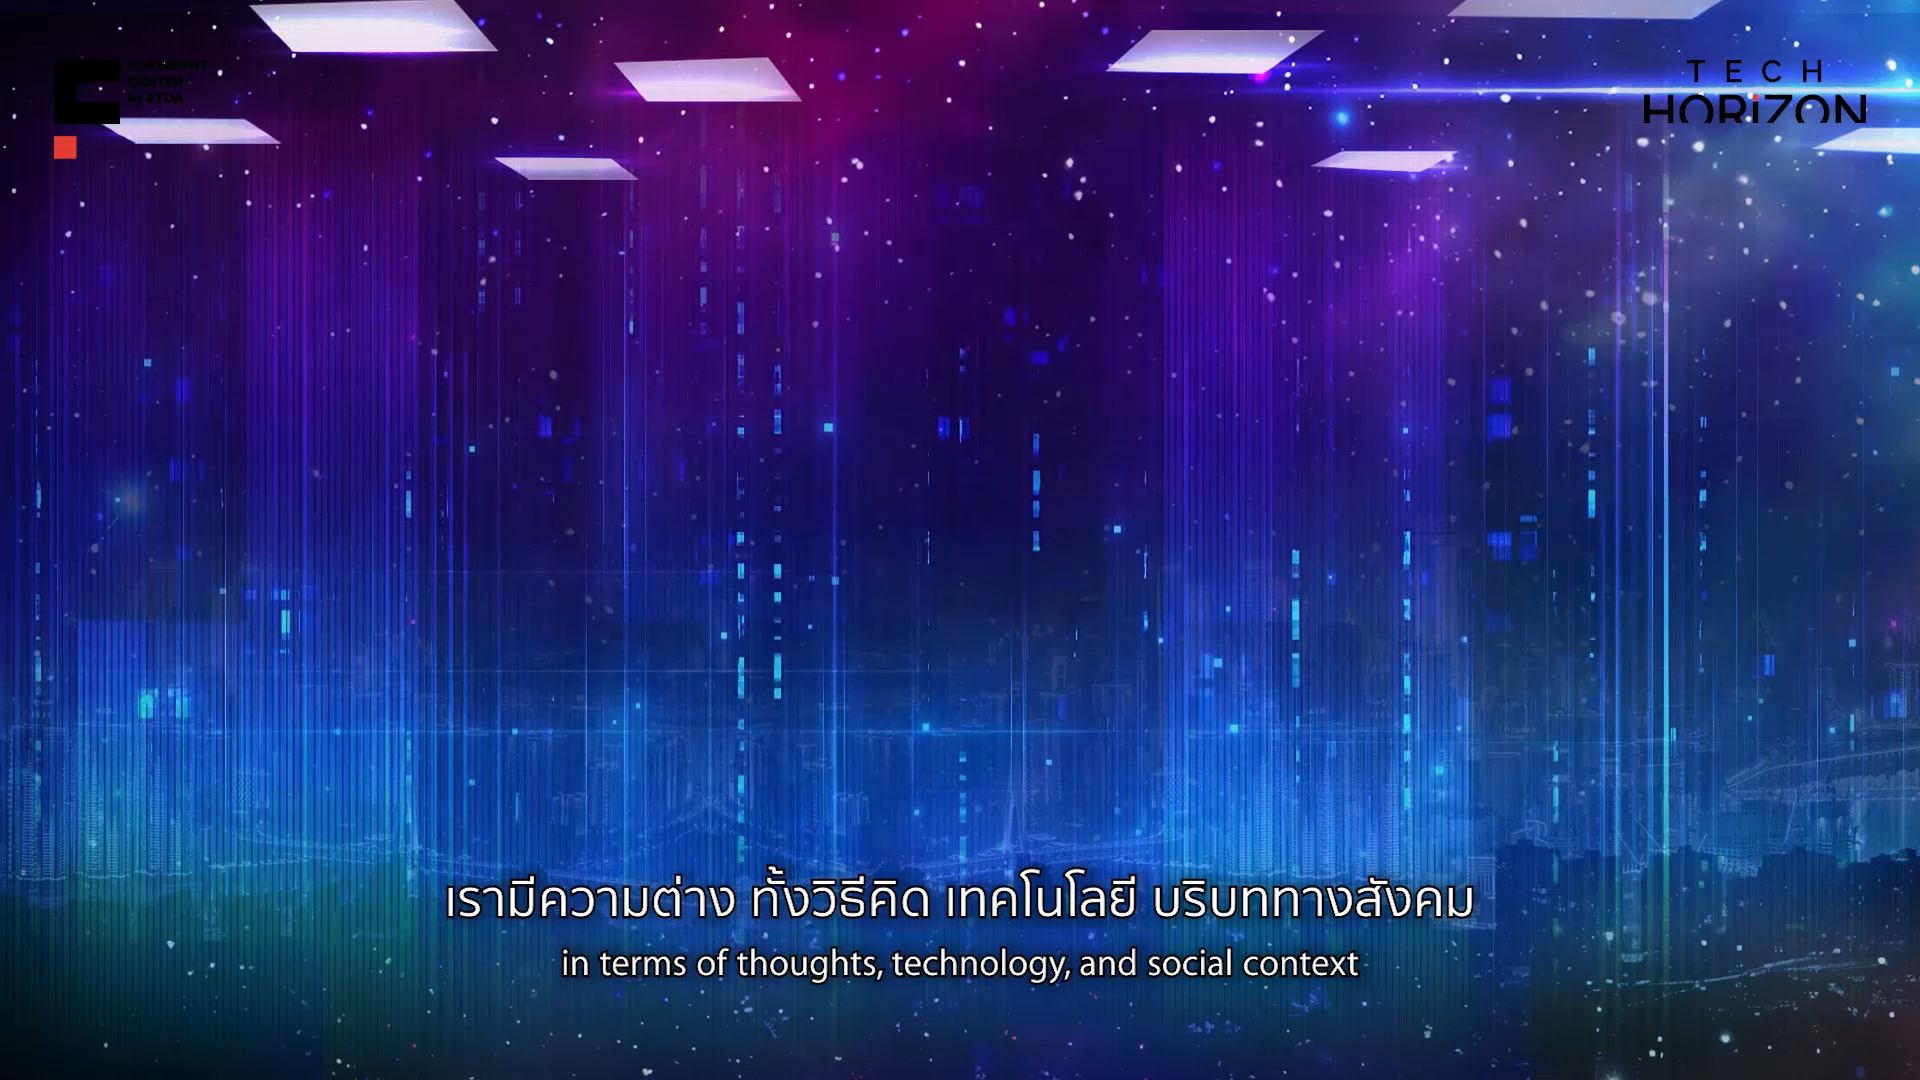 FORESIGHT
CENTER
by ETDA
TECH
HORIZON
เรามีความต่าง ทั้งวิธีคิด เทคโนโลยี บริบททางสังคม
in terms of thoughts, technology, and social context